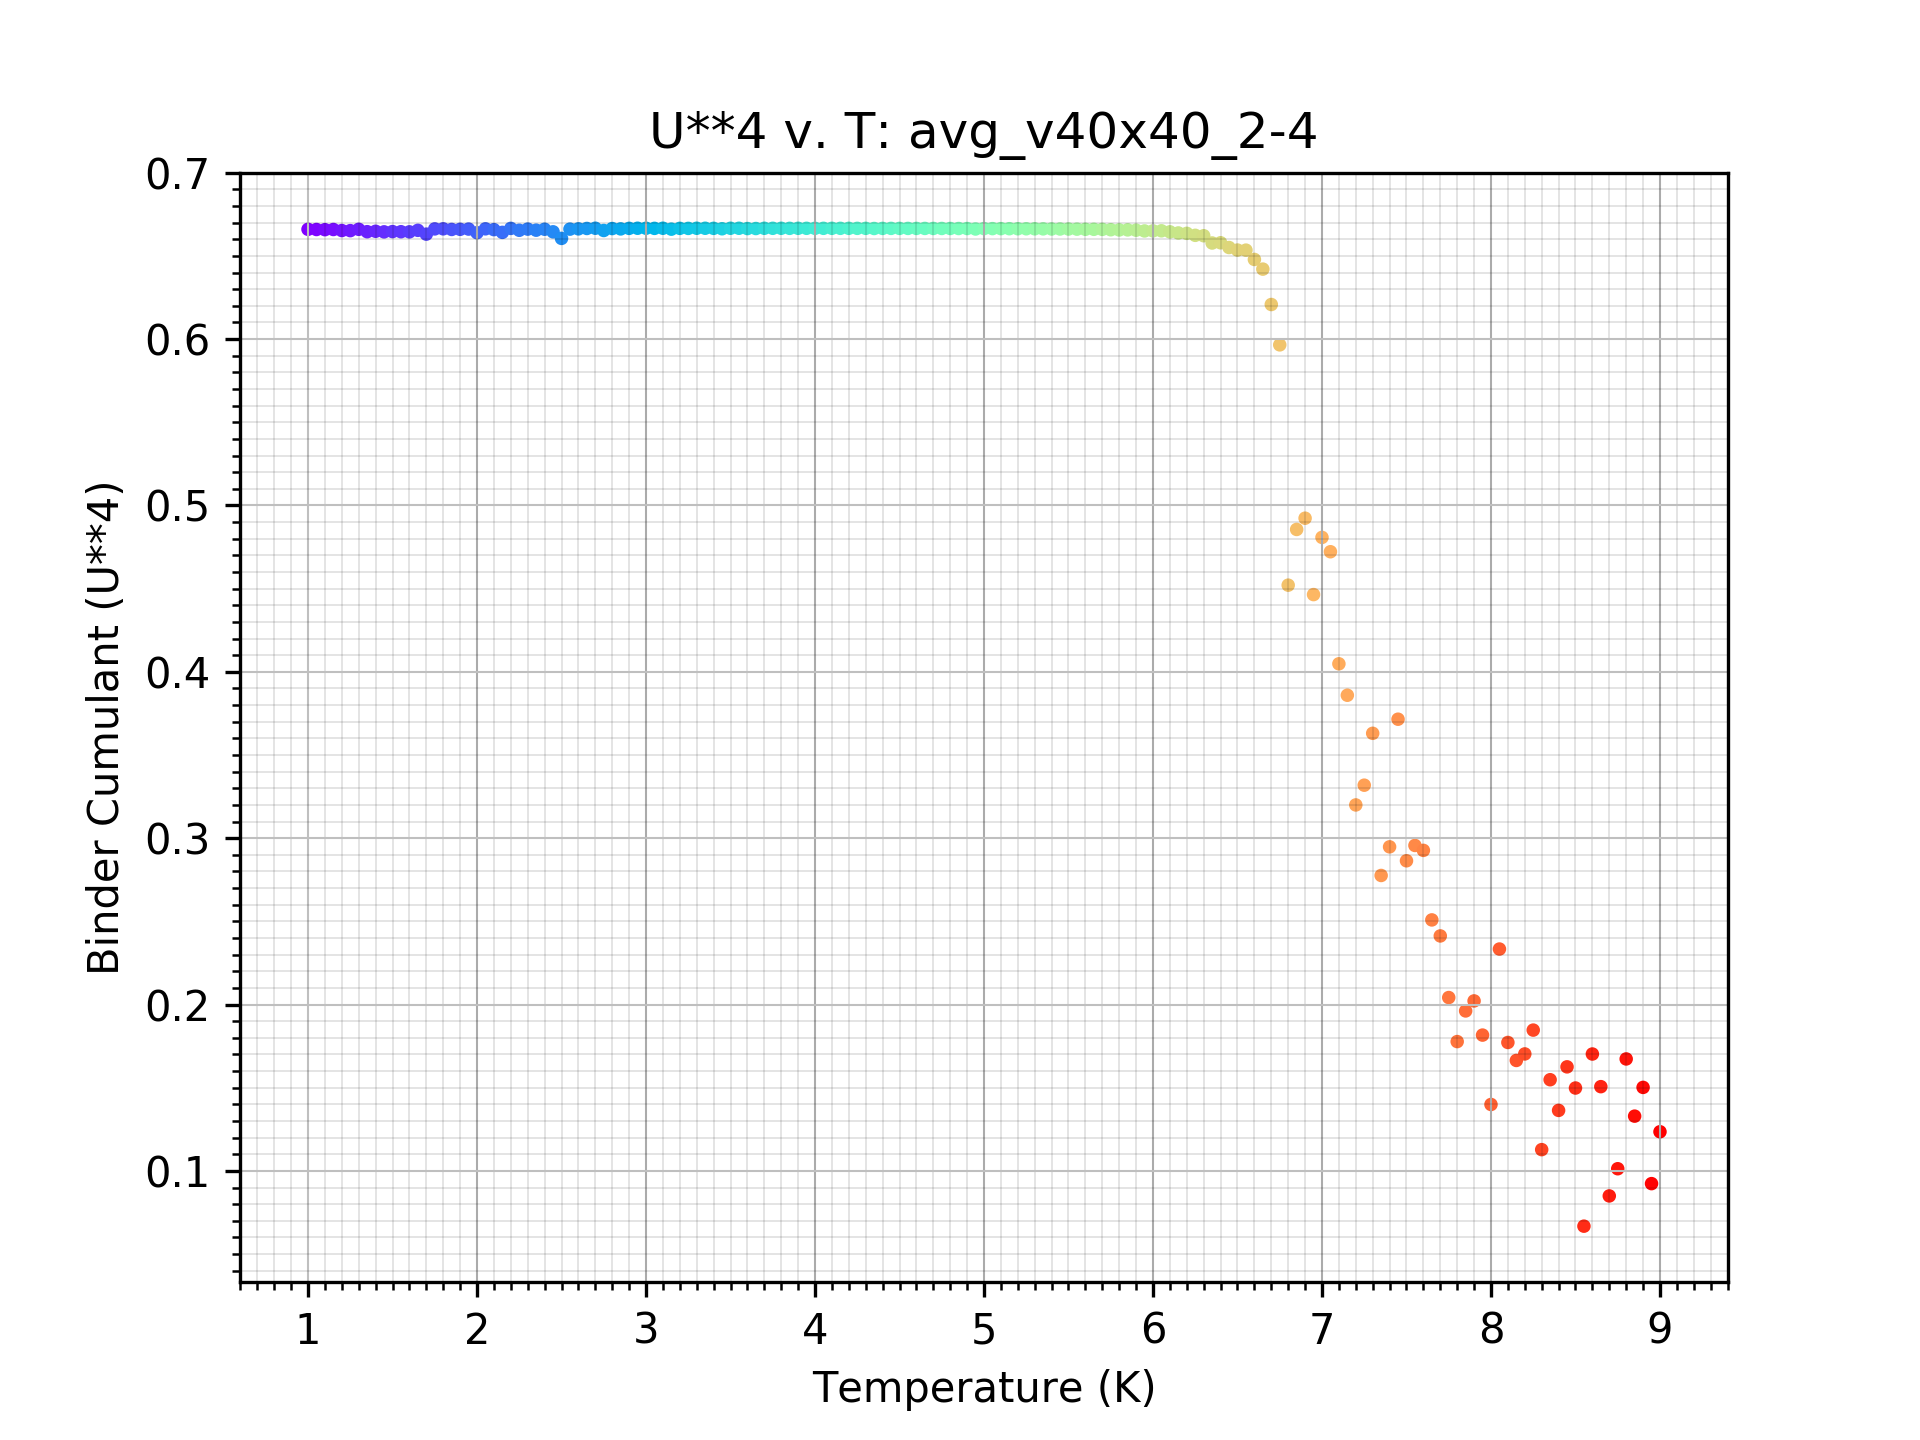 U**4 v. T: avg_v40x40_2-4
Binder Cumulant (U**4)
0.7
0.6
0.5
0.4
0.3
0.2
0.1
1 2 3 4 5 6 7 8 9
Temperature (K)